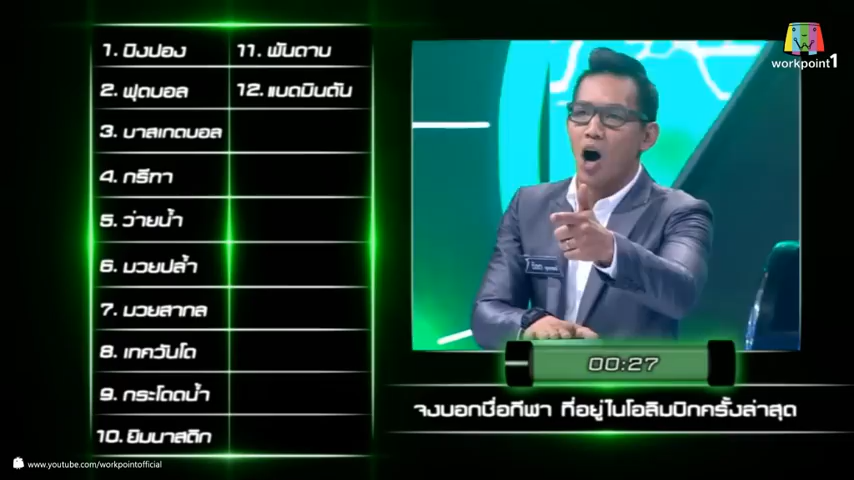 1. ปิงปอง
2. ฟุตบอล
3. บาสเกตบอล
4. กรีฑา
5. ว่ายน้ำ
6. มวยปล้ำ
7. มวยสากล
8. เทควันโด
9. กระโดดน้ำ
10. ยิมนาสติก
11. ฟันดาบ
12. แบดมินตัน
workpoint1
00:27
จงบอกชื่อกีฬา ที่อยู่ในโอลิมปิกครั้งล่าสุด
www.youtube.com/workpointofficial